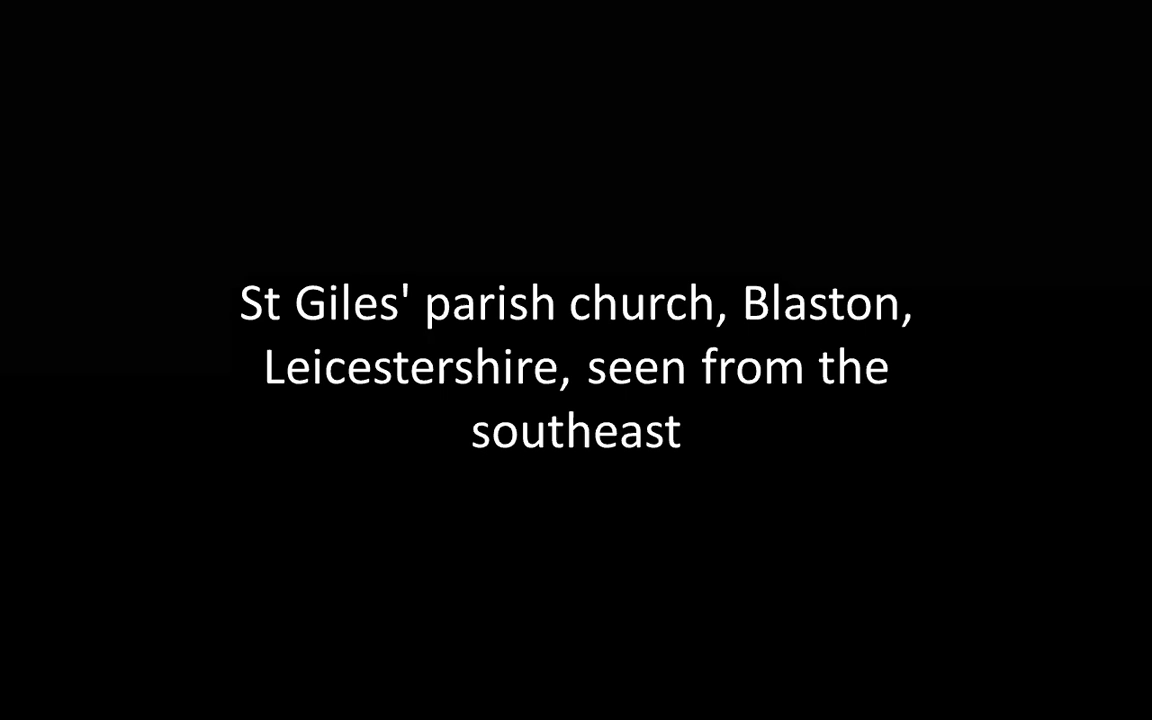 St Giles' parish church, Blaston,
Leicestershire, seen from the
southeast